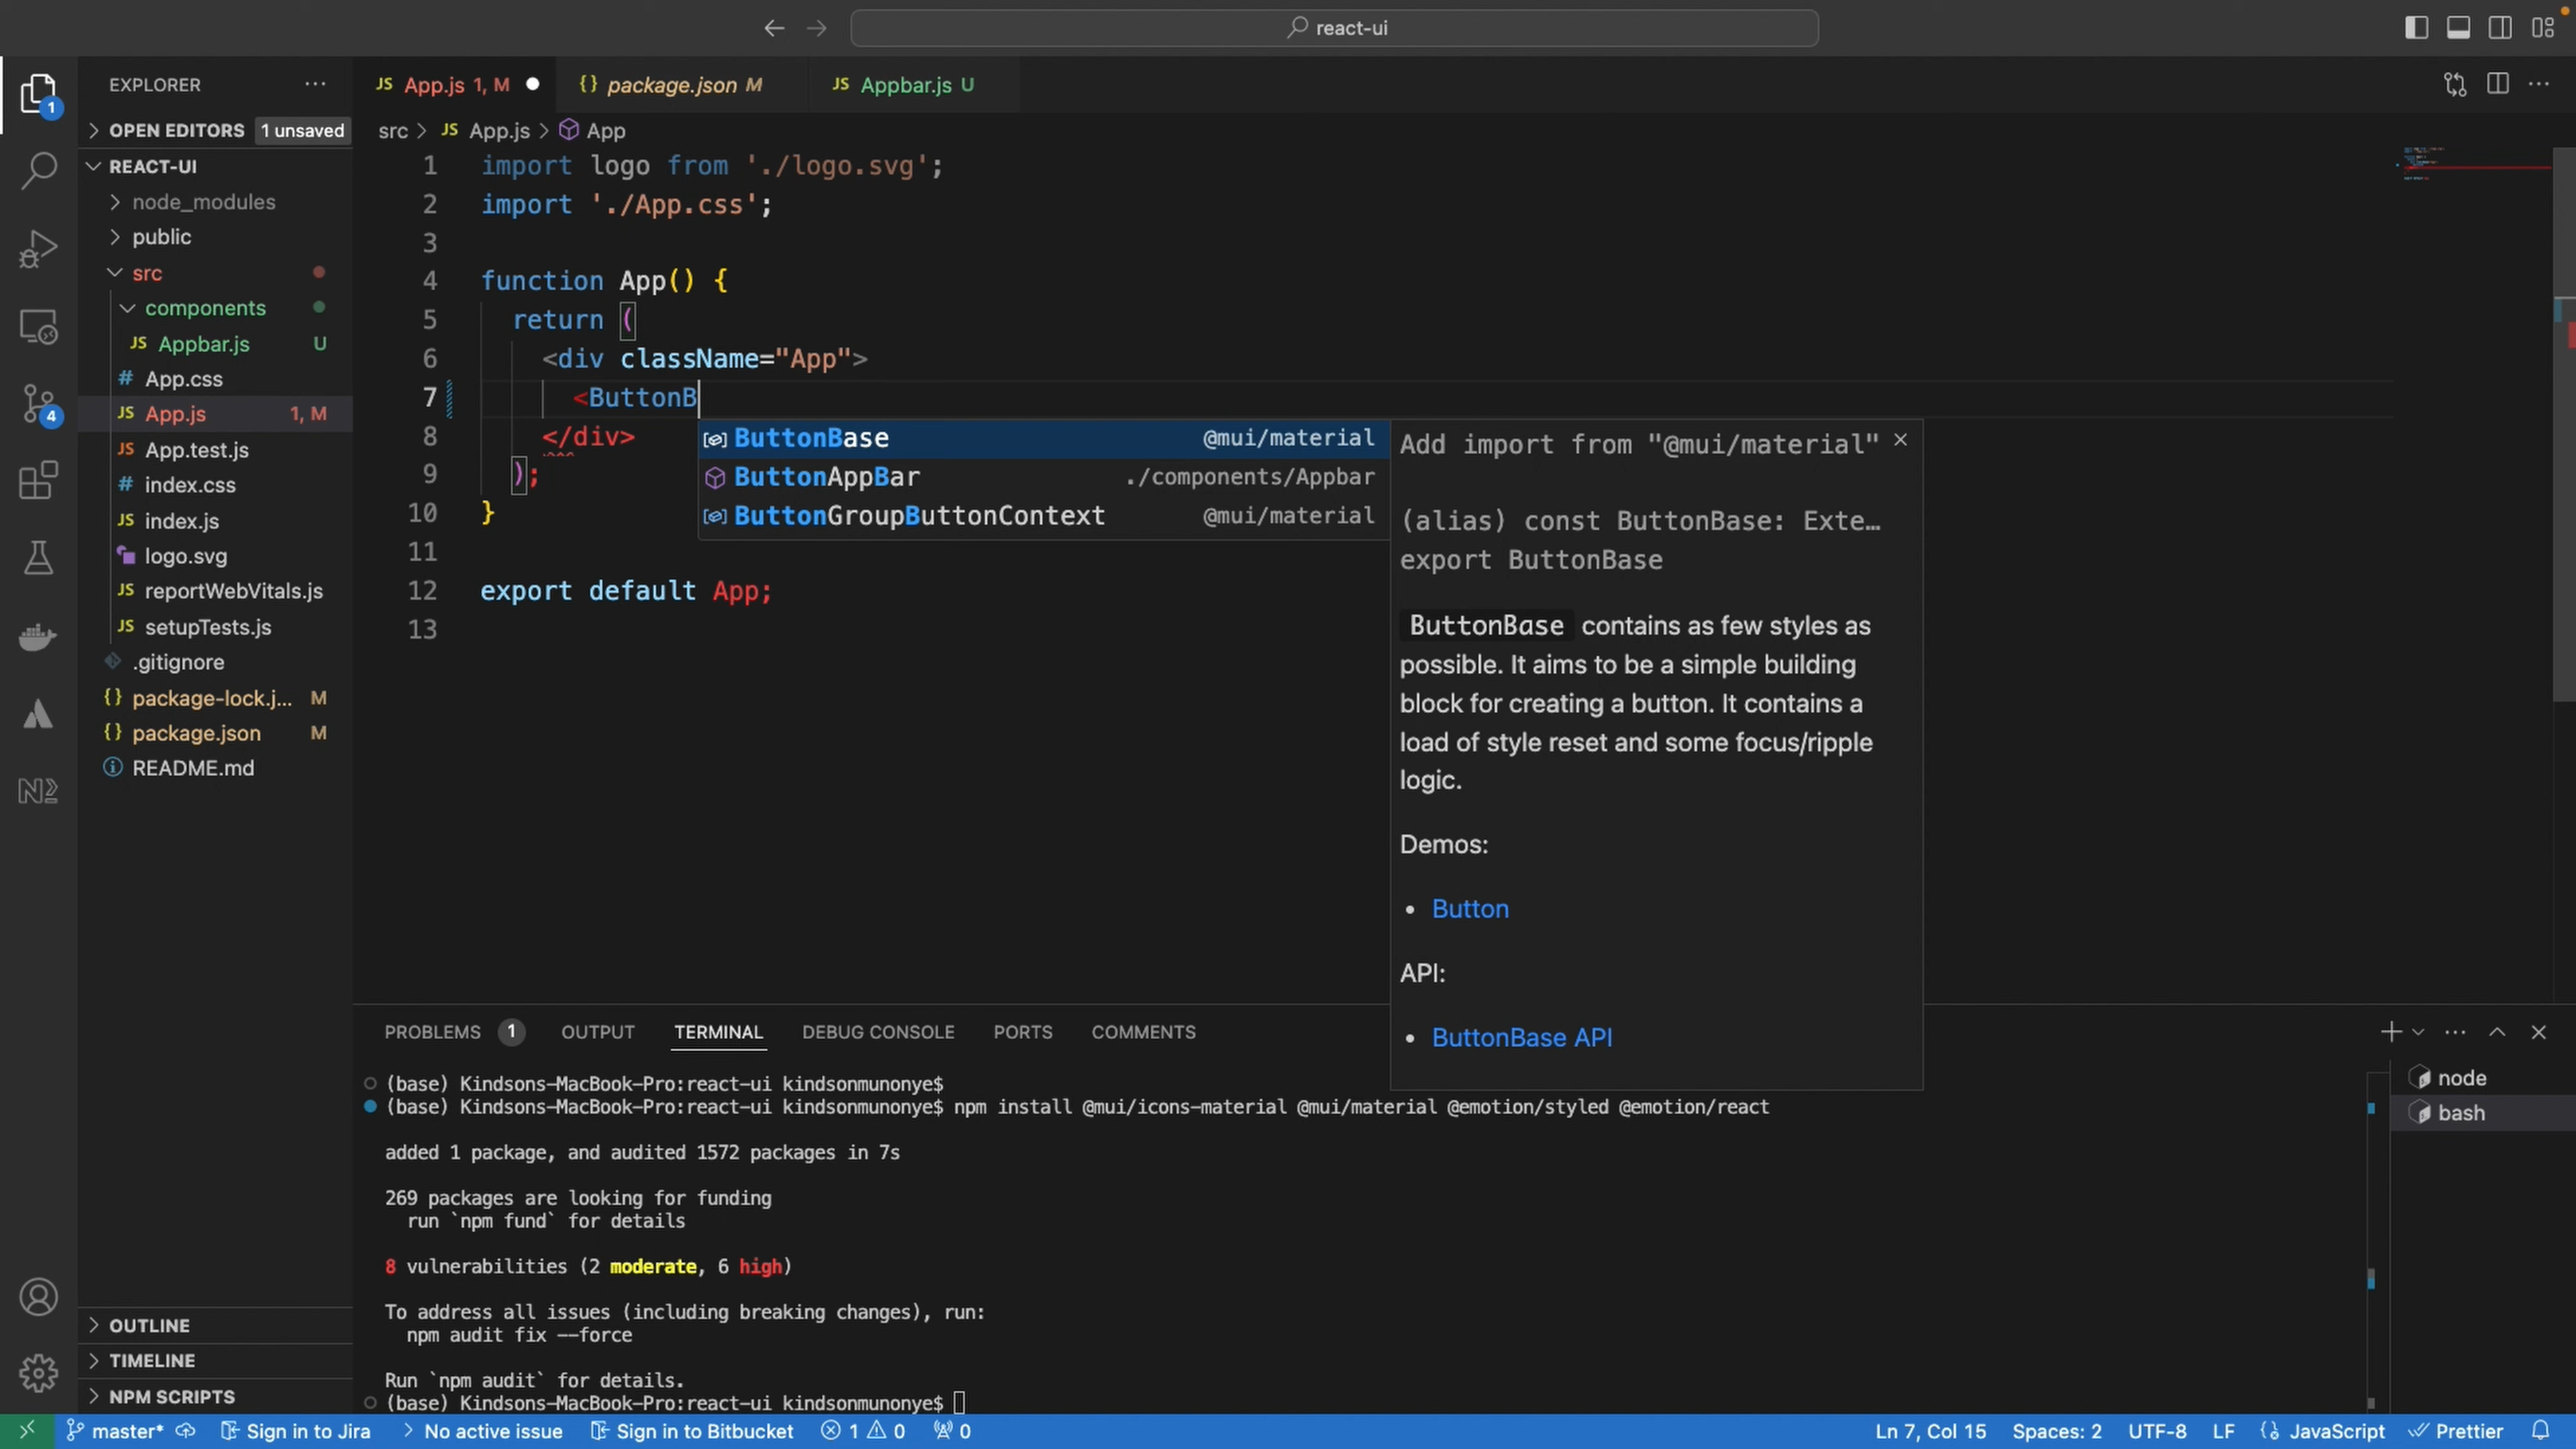 react-ui
EXPLORER
OPEN EDITORS 1 unsaved
REACT-UI
node_modules
public
src
components
JS Appbar.js U
# App.css
JS App.js 1, M
JS App.test.js
# index.css
JS index.js
logo.svg
JS reportWebVitals.js
JS setupTests.js
.gitignore
{} package-lock.j... M
{} package.json M
README.md
OUTLINE
TIMELINE
NPM SCRIPTS
1
4
JS App.js 1, M
{} package.json M
JS Appbar.js U
src > JS App.js > App
1 import logo from './logo.svg';
2 import './App.css';
3
4 function App() {
5 return (
6 <div className="App">
7 <ButtonB
8 </div>
9 );
10 }
11
12 export default App;
13
ButtonBase @mui/material
ButtonAppBar ./components/Appbar
ButtonGroupButtonContext @mui/material
Add import from "@mui/material"
(alias) const ButtonBase: Exte…
export ButtonBase
ButtonBase contains as few styles as
possible. It aims to be a simple building
block for creating a button. It contains a
load of style reset and some focus/ripple
logic.
Demos:
• Button
API:
• ButtonBase API
PROBLEMS 1 OUTPUT TERMINAL DEBUG CONSOLE PORTS COMMENTS
(base) Kindsons-MacBook-Pro:react-ui kindsonmunonye$
(base) Kindsons-MacBook-Pro:react-ui kindsonmunonye$ npm install @mui/icons-material @mui/material @emotion/styled @emotion/react
added 1 package, and audited 1572 packages in 7s
269 packages are looking for funding
run `npm fund` for details
8 vulnerabilities (2 moderate, 6 high)
To address all issues (including breaking changes), run:
npm audit fix --force
Run `npm audit` for details.
(base) Kindsons-MacBook-Pro:react-ui kindsonmunonye$
node
bash
master* Sign in to Jira > No active issue Sign in to Bitbucket 1 0 0 Ln 7, Col 15 Spaces: 2 UTF-8 LF JavaScript Prettier